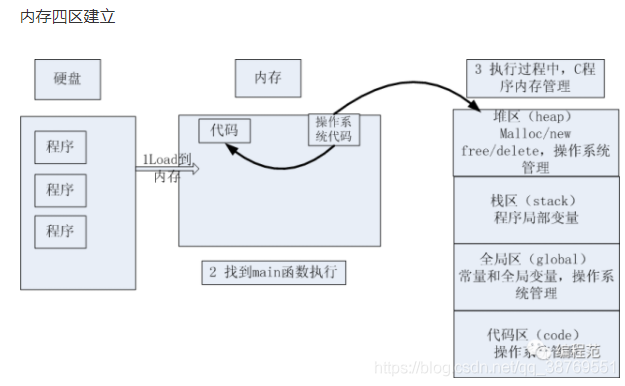 内存四区建立
硬盘
内存
3 执行过程中，C程
序内存管理
程序
程序
程序
1Load到
内存
代码
操作系
统代码
2 找到main函数执行
堆区（heap）
Malloc/new
free/delete，操作系统
管理
栈区（stack）
程序局部变量
全局区（global）
常量和全局变量，操作系
统管理
代码区（code）
操作系统管
编程范
https://blog.csdn.net/qq_38769551